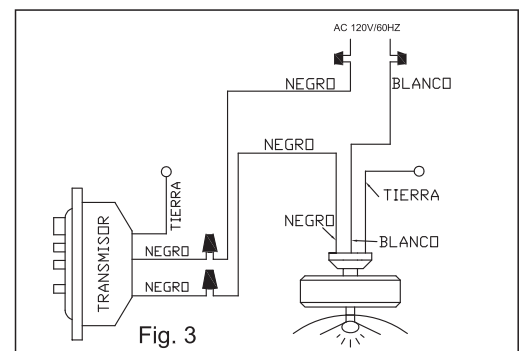 AC 120V/60HZ
NEGRO
BLANCO
NEGRO
TIERRA
TIERRA
NEGRO
BLANCO
TRANSMISOR
NEGRO
NEGRO
Fig. 3